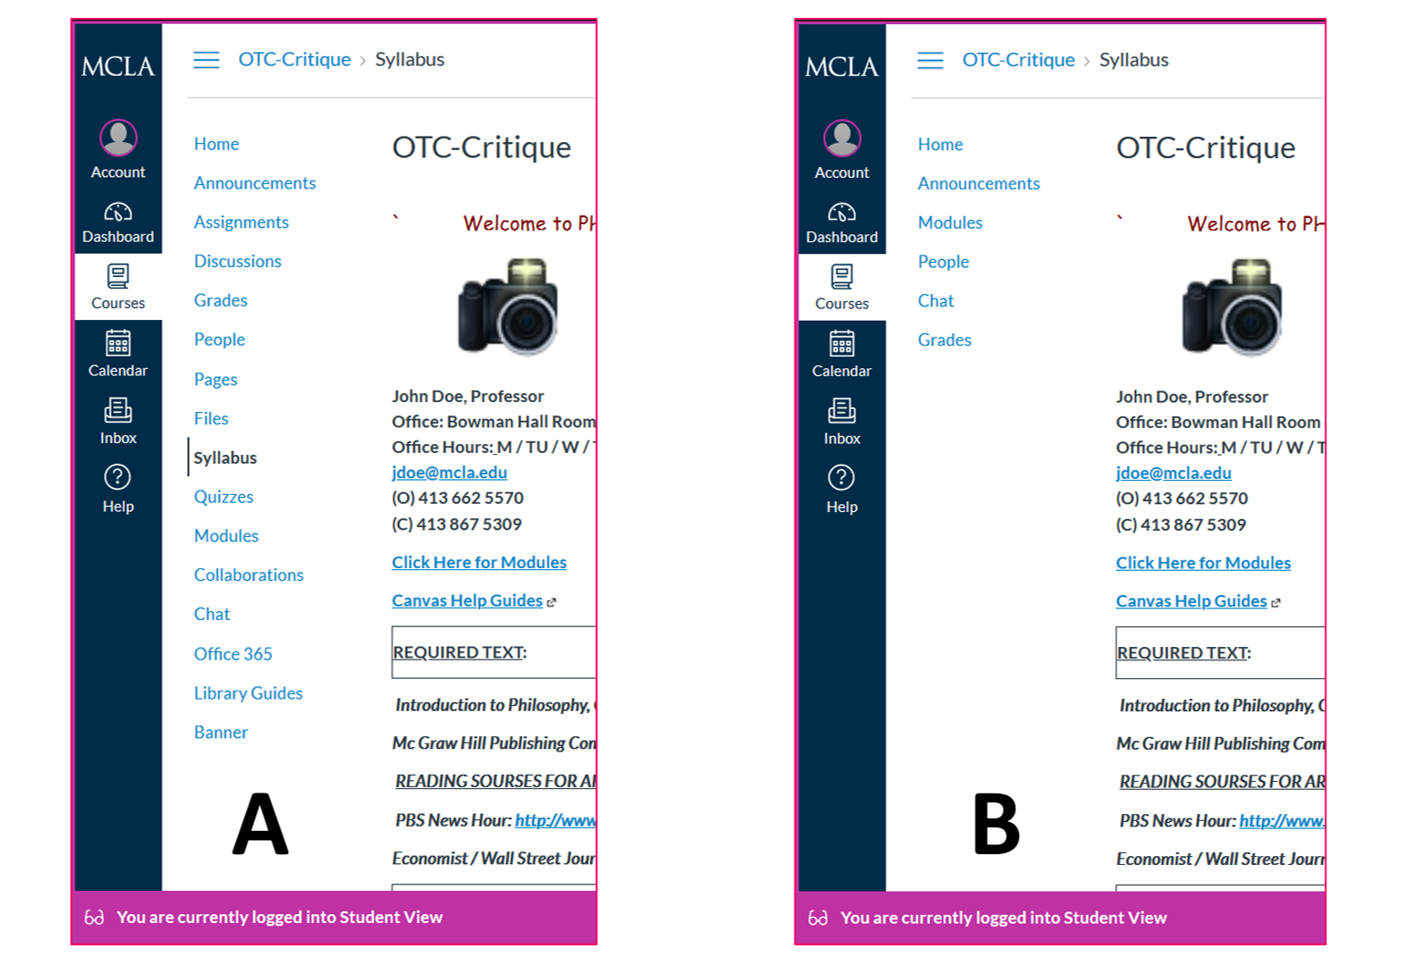 MCLA
OTC-Critique > Syllabus
Account
Dashboard
Courses
Calendar
Inbox
Help
Home
Announcements
Assignments
Discussions
Grades
People
Pages
Files
Syllabus
Quizzes
Modules
Collaborations
Chat
Office 365
Library Guides
Banner
A
OTC-Critique
` Welcome to
John Doe, Professor
Office: Bowman Hall Room
Office Hours: M / TU / W /
jdoe@mcla.edu
(O) 413 662 5570
(C) 413 867 5309
Click Here for Modules
Canvas Help Guides
REQUIRED TEXT:
Introduction to Philosophy,
Mc Graw Hill Publishing
READING SOURSES FOR
PBS News Hour: http://www
Economist / Wall Street
You are currently logged into Student View
MCLA
OTC-Critique > Syllabus
Account
Dashboard
Courses
Calendar
Inbox
Help
Home
Announcements
Modules
People
Chat
Grades
B
OTC-Critique
` Welcome to
John Doe, Professor
Office: Bowman Hall Room
Office Hours: M / TU / W / T
jdoe@mcla.edu
(O) 413 662 5570
(C) 413 867 5309
Click Here for Modules
Canvas Help Guides
REQUIRED TEXT:
Introduction to Philosophy,
Mc Graw Hill Publishing
READING SOURSES FOR
PBS News Hour: http://www.
Economist / Wall Street
You are currently logged into Student View